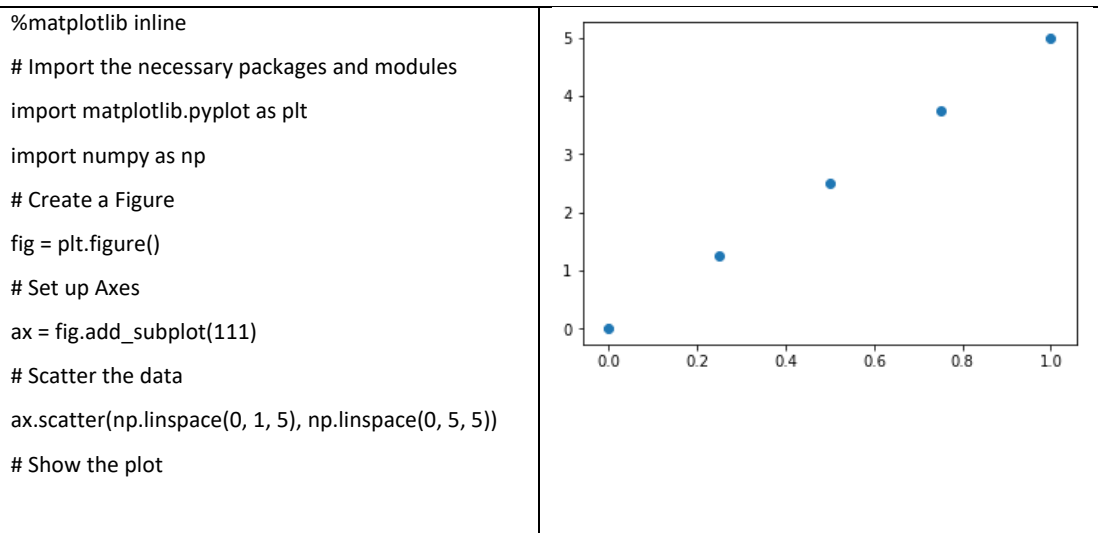 %matplotlib inline
# Import the necessary packages and modules
import matplotlib.pyplot as plt
import numpy as np
# Create a Figure
fig = plt.figure()
# Set up Axes
ax = fig.add_subplot(111)
# Scatter the data
ax.scatter(np.linspace(0, 1, 5), np.linspace(0, 5, 5))
# Show the plot
5
4
3
2
1
0
0.0 0.2 0.4 0.6 0.8 1.0